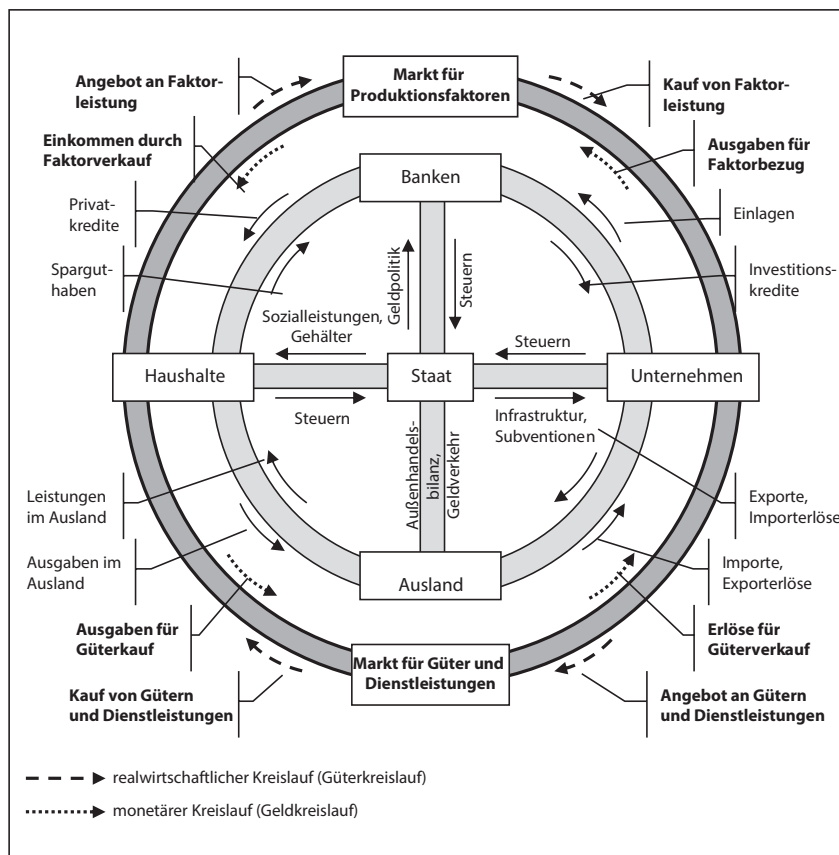 Angebot an Faktor-
leistung
Markt für
Produktionsfaktoren
Kauf von Faktor-
leistung
Einkommen durch
Faktorverkauf
Ausgaben für
Faktorbezug
Banken
Privat-
kredite
Einlagen
SparGut-
haben
Geldpolitik
Steuern
Investitions-
kredite
Sozialleistungen,
Gehälter
Steuern
Haushalte
Staat
Unternehmen
Steuern
Infrastruktur,
Subventionen
Außenhandels-
bilanz,
Geldverkehr
Leistungen
im Ausland
Exporte,
Importerlöse
Ausgaben im
Ausland
Ausland
Importe,
Exporterlöse
Ausgaben für
Güterkauf
Erlöse für
Güterverkauf
Markt für Güter und
Dienstleistungen
Kauf von Gütern
und Dienstleistungen
Angebot an Gütern
und Dienstleistungen
realwirtschaftlicher Kreislauf (Güterkreislauf)
monetärer Kreislauf (Geldkreislauf)